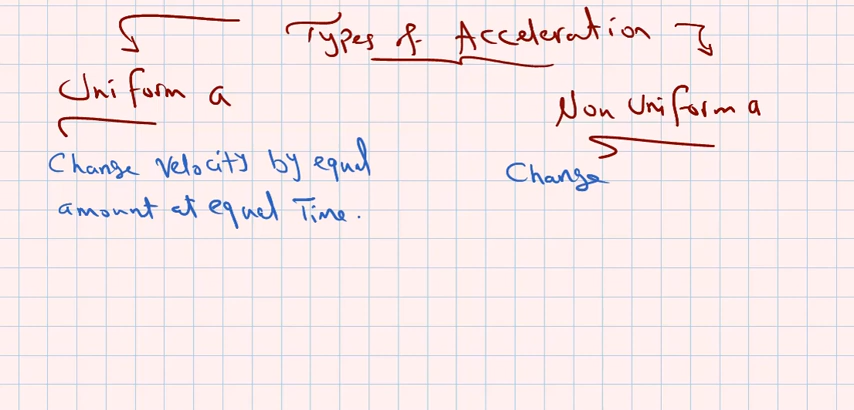 Types of Acceleration
Uniform a
Change velocity by equal
amount at equal Time.
Non Uniform a
Change